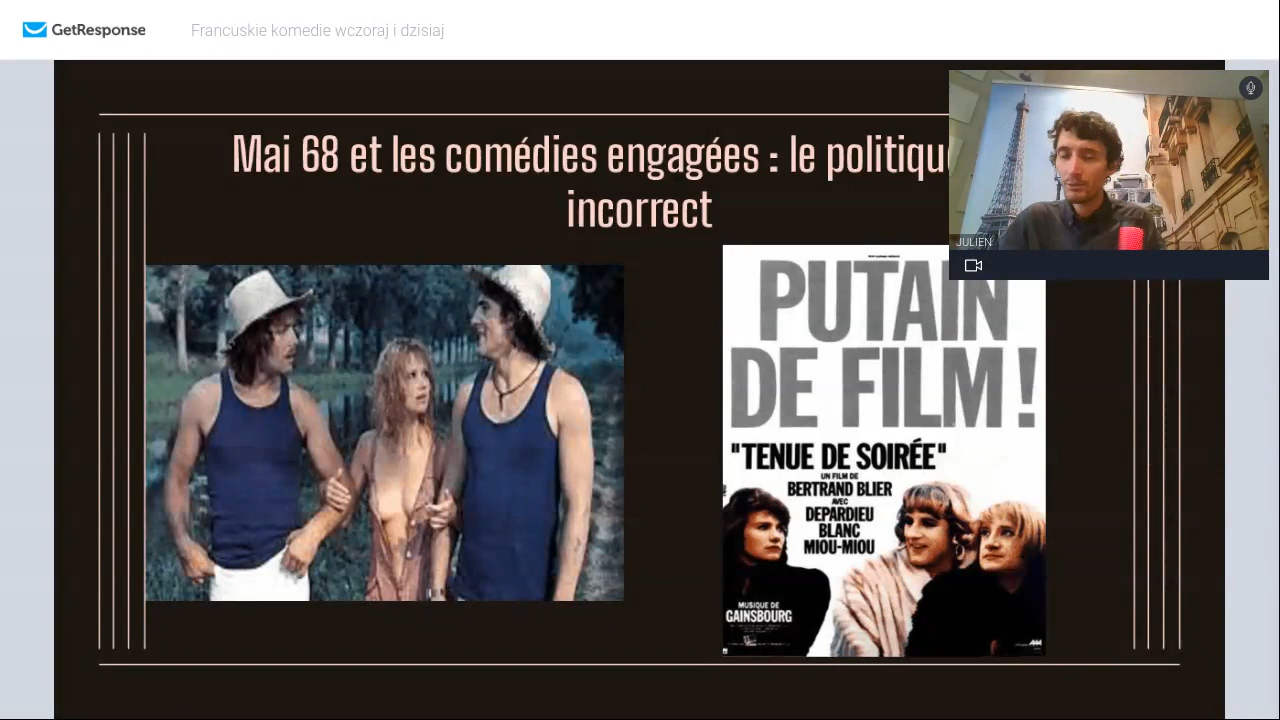 GetResponse
Francuskie komedie wczoraj i dzisiaj
Mai 68 et les comédies engagées : le politiqu
incorrect
JULIEN
PUTAIN
DE FILM !
"TENUE DE SOIRÉE"
UN FILM DE
BERTRAND BLIER
AVEC
DEPARDIEU
BLANC
MIOU-MIOU
MUSIQUE DE
GAINSBOURG